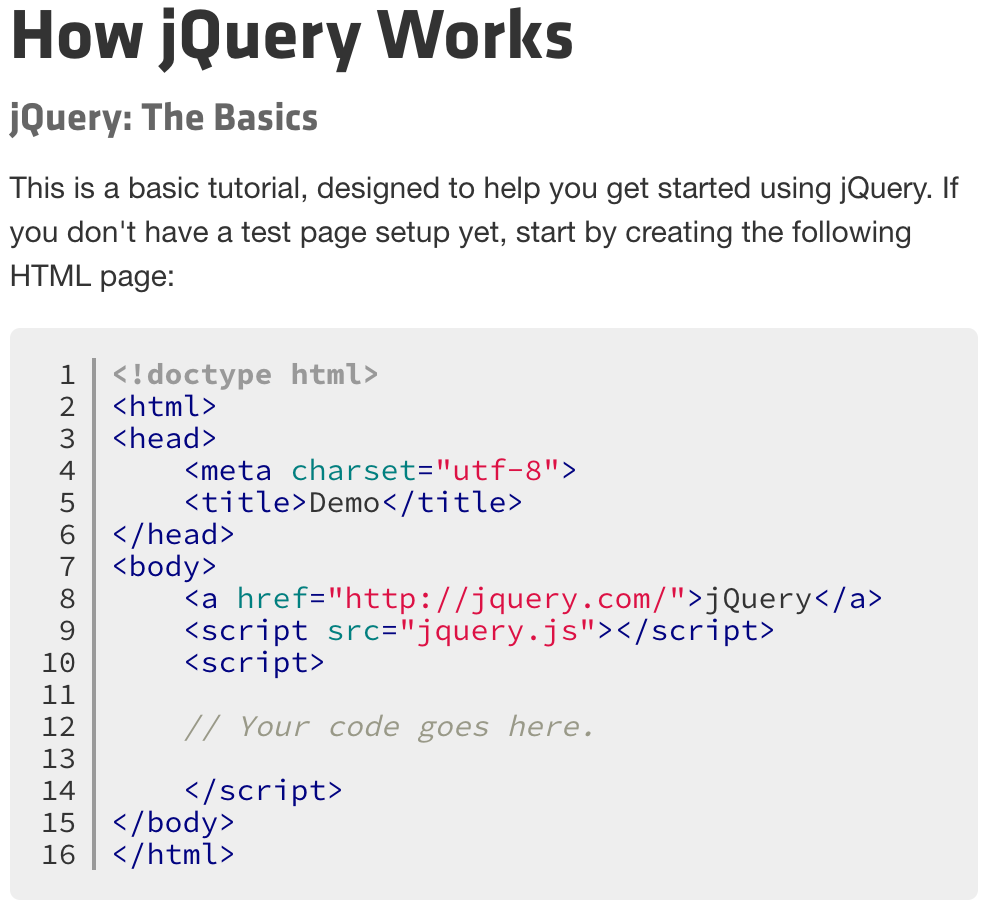 How jQuery Works
jQuery: The Basics
This is a basic tutorial, designed to help you get started using jQuery. If
you don't have a test page setup yet, start by creating the following
HTML page:
1 <!doctype html>
2 <html>
3 <head>
4     <meta charset="utf-8">
5     <title>Demo</title>
6 </head>
7 <body>
8     <a href="http://jquery.com/">jQuery</a>
9     <script src="jquery.js"></script>
10     <script>
11
12     // Your code goes here.
13
14     </script>
15 </body>
16 </html>